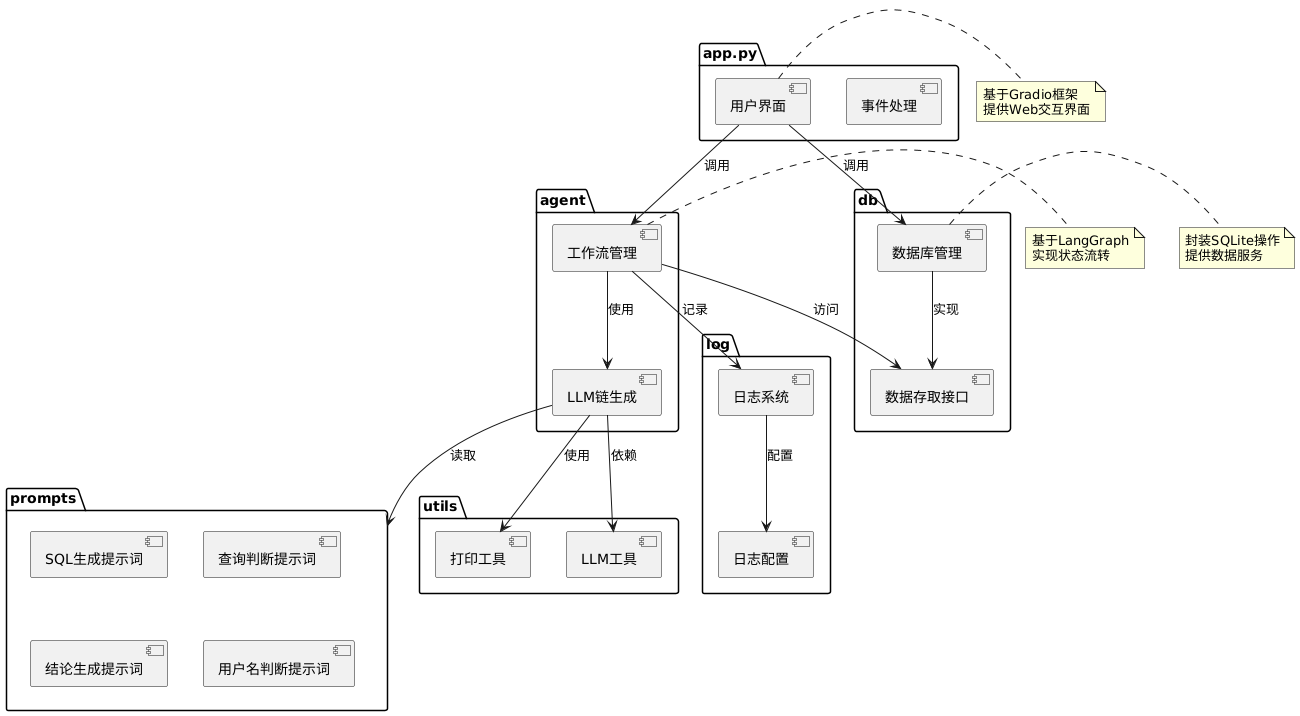 app.py
用户界面
事件处理
基于Gradio框架
提供Web交互界面
调用
调用
agent
工作流管理
db
数据库管理
基于LangGraph
实现状态流转
封装SQLite操作
提供数据服务
使用
记录
访问
实现
log
LLM链生成
日志系统
数据存取接口
读取
使用
依赖
配置
prompts
SQL生成提示词
查询判断提示词
结论生成提示词
用户名判断提示词
utils
打印工具
LLM工具
日志配置